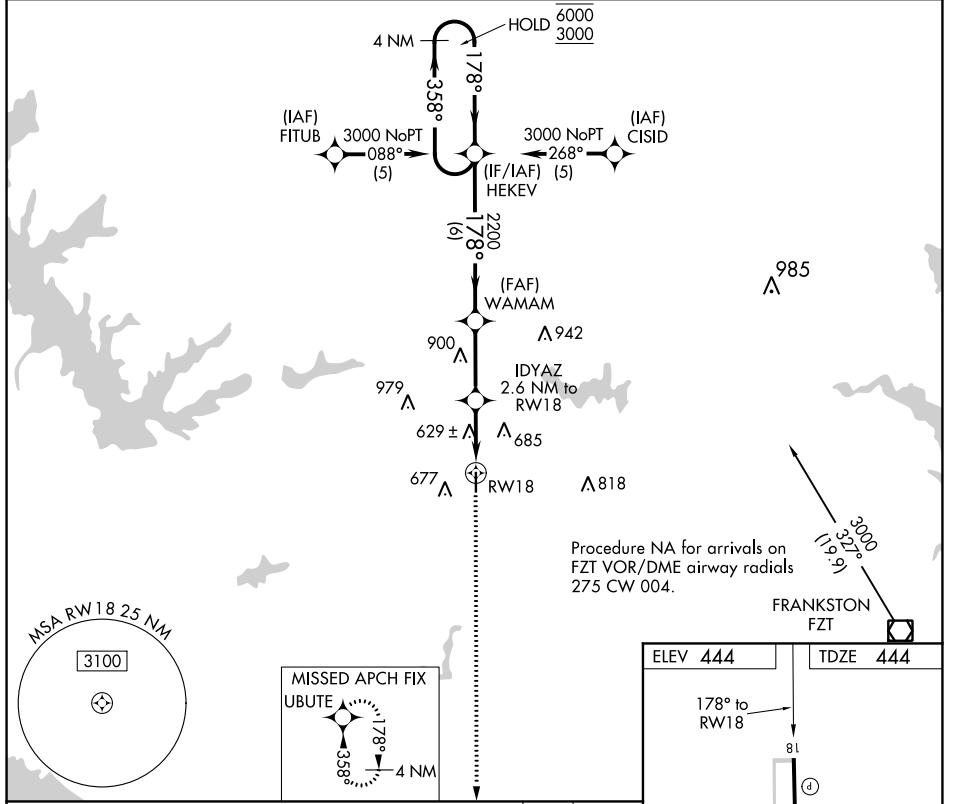 HOLD 6000
3000
4 NM
178°
358°
(IAF)
FITUB
3000 NoPT
088°
(5)
(IAF)
CISID
3000 NoPT
268°
(5)
(IF/IAF)
HEKEV
2200
178°
(6)
985
(FAF)
WAMAM
942
900
IDYAZ
2.6 NM to
RW18
979
629 ±
685
677
RW18
818
3000
327°
(19.9)
Procedure NA for arrivals on
FZT VOR/DME airway radials
275 CW 004.
FRANKSTON
FZT
MSA RW18 25 NM
3100
MISSED APCH FIX
UBUTE
178°
358°
4 NM
ELEV 444
TDZE 444
178° to
RW18
18
P